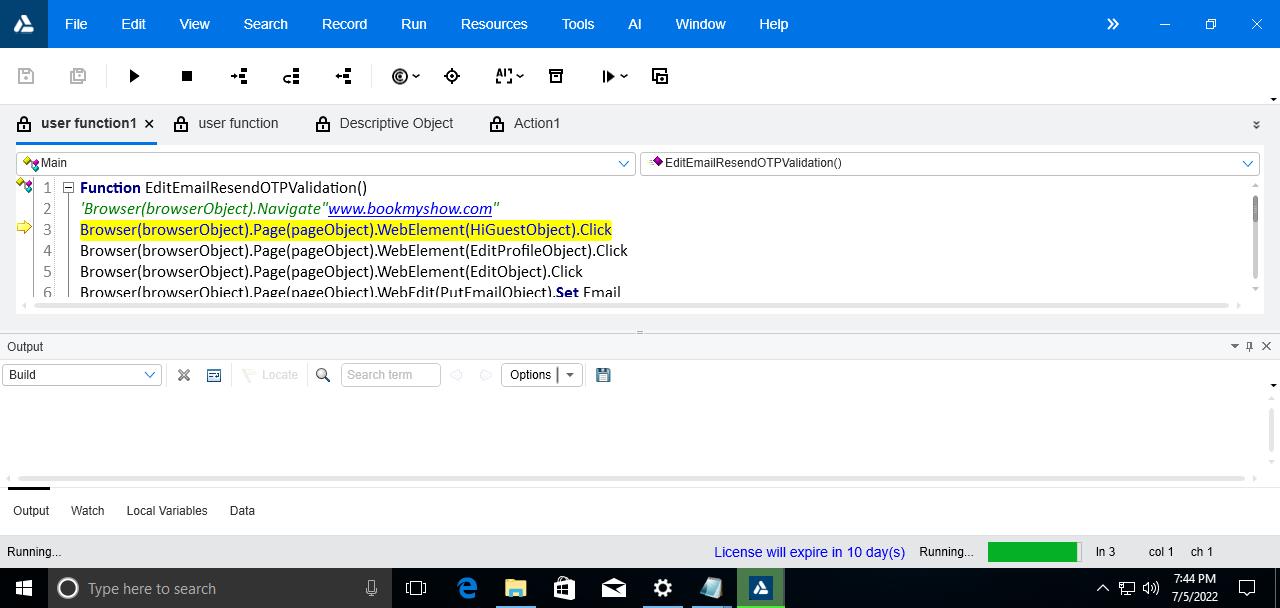 File Edit View Search Record Run Resources Tools AI Window Help
AI
user function1 user function Descriptive Object Action1
Main EditEmailResendOTPValidation()
1 Function EditEmailResendOTPValidation()
2 'Browser(browserObject).Navigate"www.bookmyshow.com"
3 Browser(browserObject).Page(pageObject).WebElement(HiGuestObject).Click
4 Browser(browserObject).Page(pageObject).WebElement(EditProfileObject).Click
5 Browser(browserObject).Page(pageObject).WebElement(EditObject).Click
6 Browser(browserObject).Page(pageObject).WebEdit(PutEmailObject).Set Email
Output
Build Locate Search term Options
Output Watch Local Variables Data
Running... License will expire in 10 day(s) Running... ln 3 col 1 ch 1
Type here to search
7:44 PM
7/5/2022